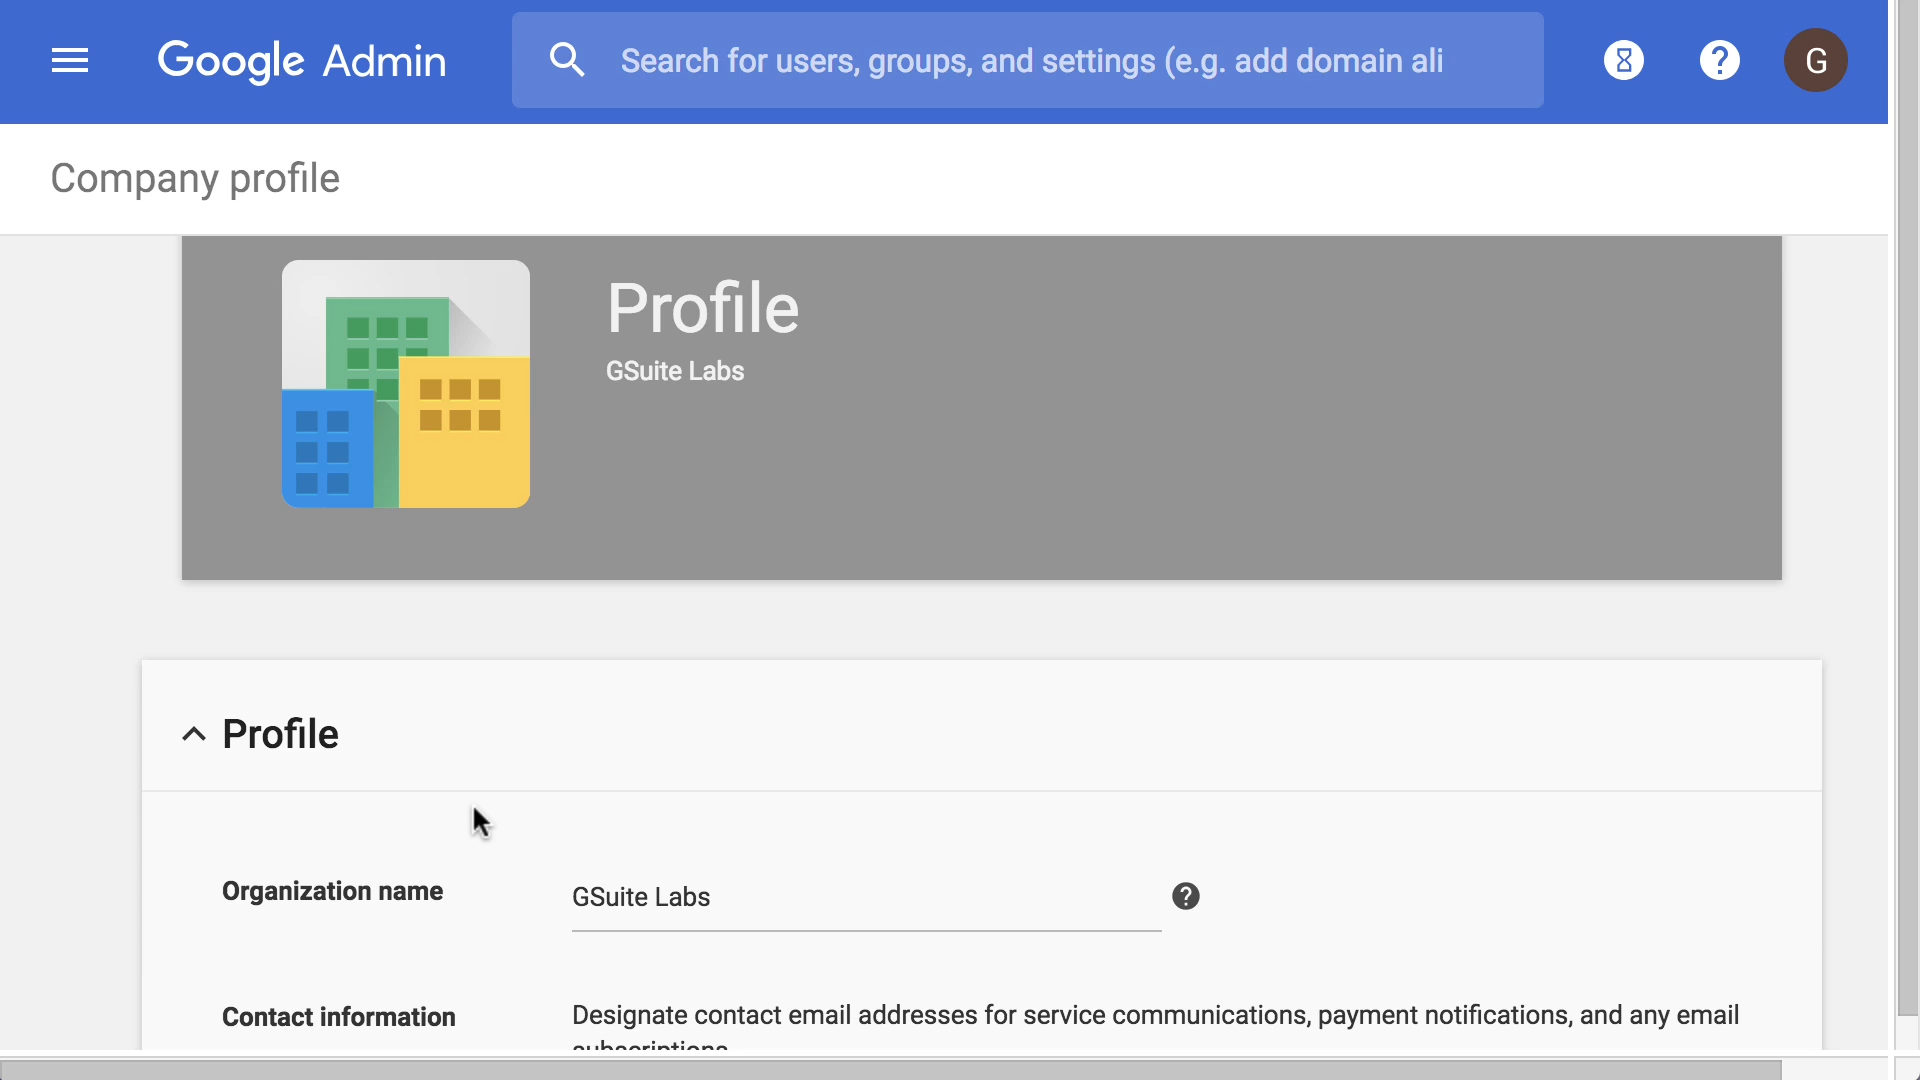 Google Admin
Search for users, groups, and settings (e.g. add domain ali
G
Company profile
Profile
GSuite Labs
Profile
Organization name
GSuite Labs
Contact information
Designate contact email addresses for service communications, payment notifications, and any email
subscriptions